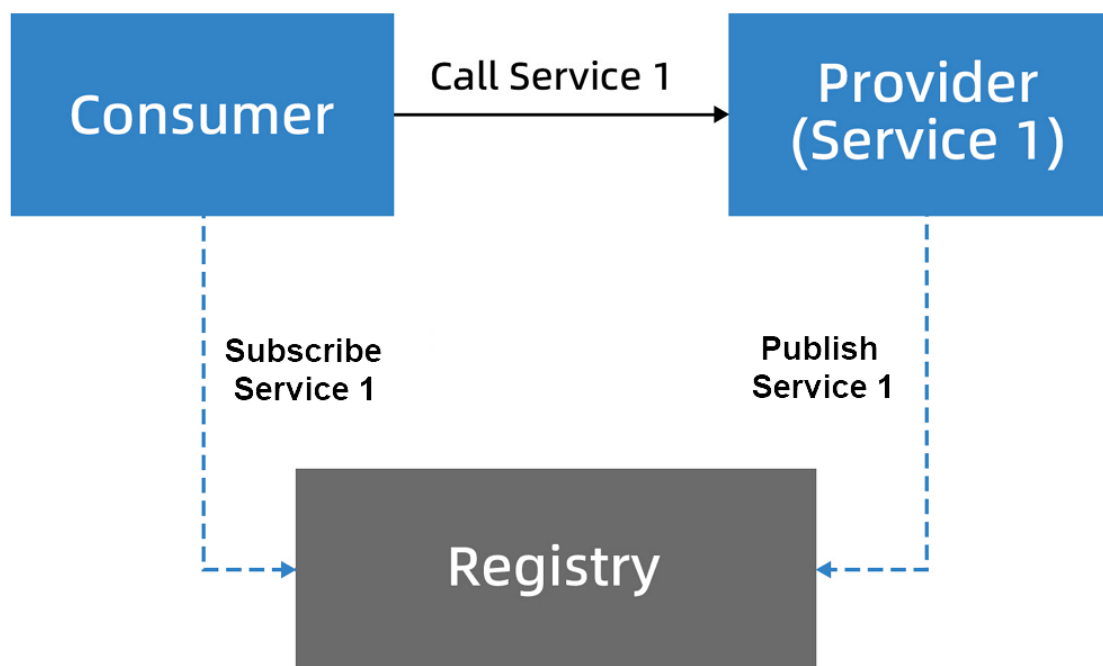 Consumer
Call Service 1
Provider
(Service 1)
Subscribe
Service 1
Publish
Service 1
Registry